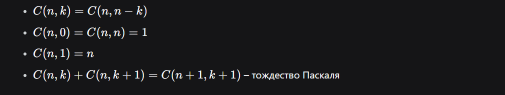 • C(n, k) = C(n, n − k)
• C(n, 0) = C(n, n) = 1
• C(n, 1) = n
• C(n, k) + C(n, k + 1) = C(n + 1, k + 1) – тождество Паскаля